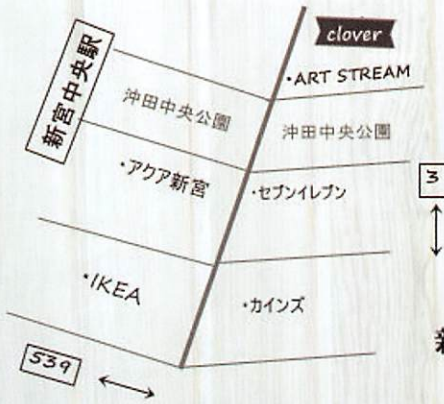 clover
・ART STREAM
新宮中央駅
沖田中央公園
沖田中央公園
・アクア新宮
・セブンイレブン
3
・IKEA
・カインズ
539